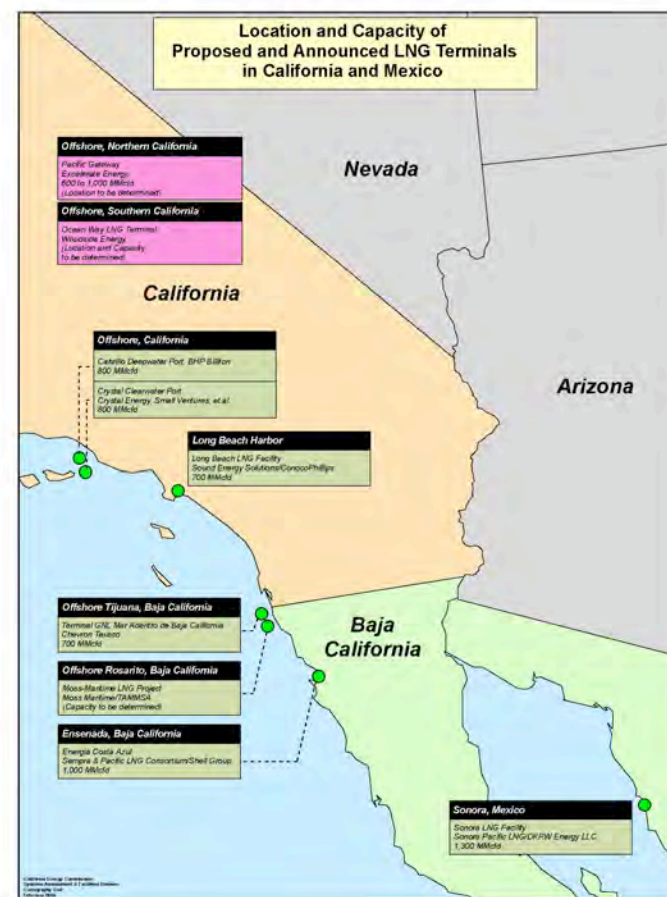 Location and Capacity of
Proposed and Announced LNG Terminals
in California and Mexico
Offshore, Northern California
Pacific Gateway
Excelerate Energy
600 to 1,000 MMcfd
(Location to be determined)
Offshore, Southern California
Ocean Way LNG Terminal
Woodside Energy
(Location and Capacity
to be determined)
Nevada
California
Arizona
Offshore, California
Cabrillo Deepwater Port, BHP Billiton
800 MMcfd
Crystal Clearwater Port
Crystal Energy, Small Ventures, et.al.
800 MMcfd
Long Beach Harbor
Long Beach LNG Facility
Sound Energy Solutions/ConocoPhillips
700 MMcfd
Offshore Tijuana, Baja California
Terminal GNL Mar Adentro de Baja California
Chevron Texaco
700 MMcfd
Baja
California
Offshore Rosarito, Baja California
Moss-Maritime LNG Project
Moss Maritime/TAMMSA
(Capacity to be determined)
Ensenada, Baja California
Energia Costa Azul
Sempra & Pacific LNG Consortium/Shell Group
1,000 MMcfd
Sonora, Mexico
Sonora LNG Facility
Sonora Pacific LNG/DKRW Energy LLC
1,300 MMcfd
California Energy Commission
Systems Assessment & Facilities Division
Cartography Unit